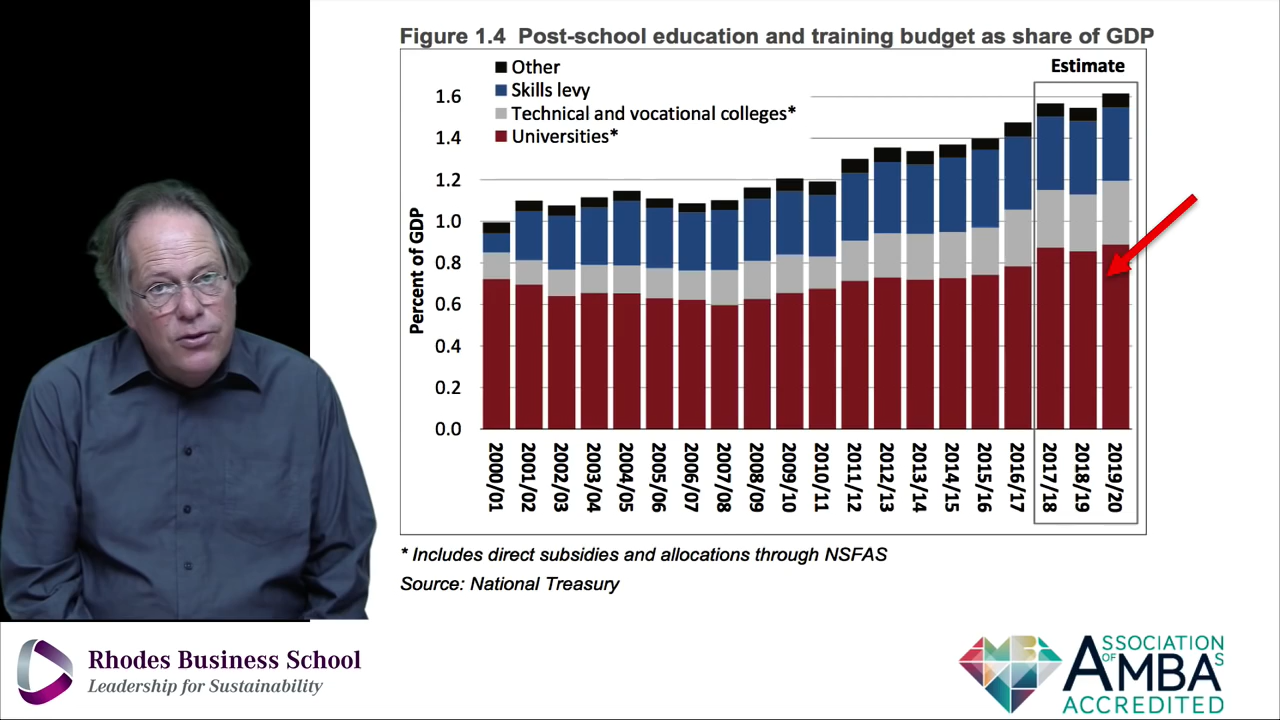 Figure 1.4 Post-school education and training budget as share of GDP
Estimate
Other
Skills levy
Technical and vocational colleges*
Universities*
Percent of GDP
1.6
1.4
1.2
1.0
0.8
0.6
0.4
0.2
0.0
2000/01
2001/02
2002/03
2003/04
2004/05
2005/06
2006/07
2007/08
2008/09
2009/10
2010/11
2011/12
2012/13
2013/14
2014/15
2015/16
2016/17
2017/18
2018/19
2019/20
* Includes direct subsidies and allocations through NSFAS
Source: National Treasury
Rhodes Business School
Leadership for Sustainability
ASSOCIATION
OF
AMBAs
ACCREDITED